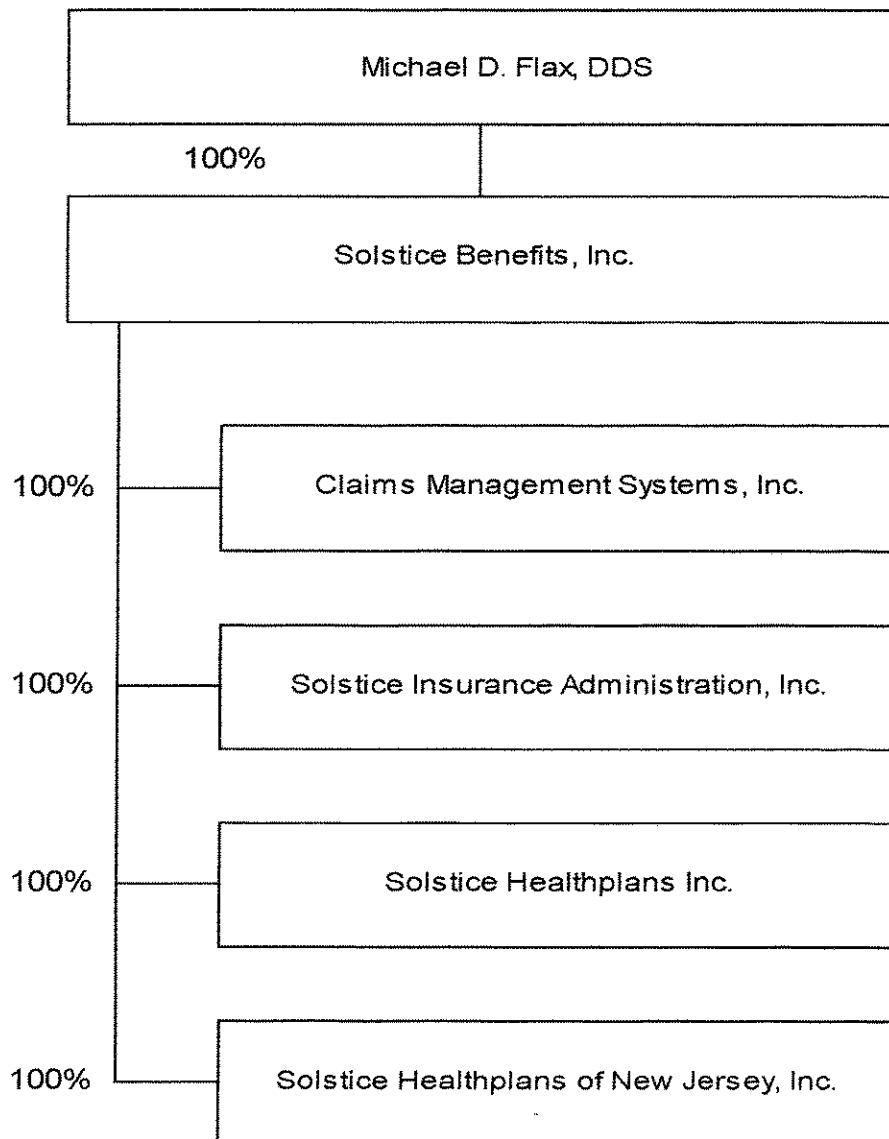 Michael D. Flax, DDS
100%
Solstice Benefits, Inc.
100%
Claims Management Systems, Inc.
100%
Solstice Insurance Administration, Inc.
100%
Solstice Healthplans Inc.
100%
Solstice Healthplans of New Jersey, Inc.